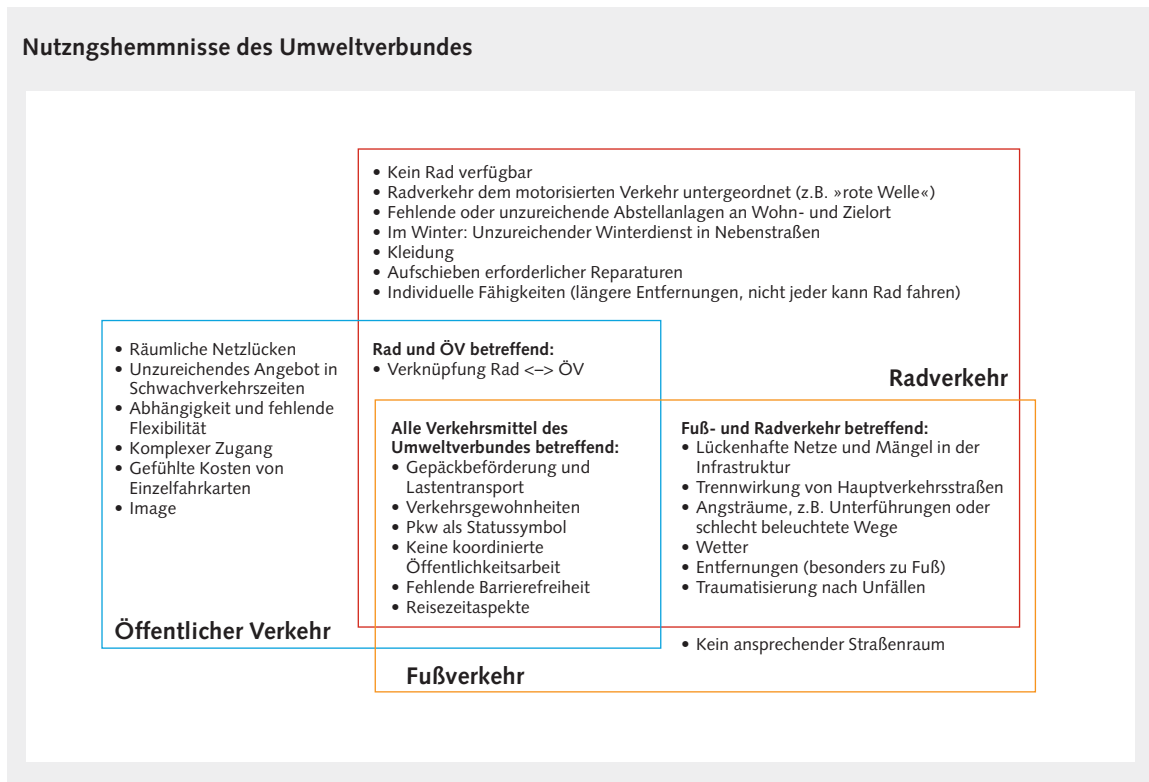 Nutzngshemmnisse des Umweltverbundes
• Kein Rad verfügbar
• Radverkehr dem motorisierten Verkehr untergeordnet (z.B. »rote Welle«)
• Fehlende oder unzureichende Abstellanlagen an Wohn- und Zielort
• Im Winter: Unzureichender Winterdienst in Nebenstraßen
• Kleidung
• Aufschieben erforderlicher Reparaturen
• Individuelle Fähigkeiten (längere Entfernungen, nicht jeder kann Rad fahren)
Radverkehr
• Räumliche Netzlücken
• Unzureichendes Angebot in
Schwachverkehrszeiten
• Abhängigkeit und fehlende
Flexibilität
• Komplexer Zugang
• Gefühlte Kosten von
Einzelfahrkarten
• Image
Öffentlicher Verkehr
Rad und ÖV betreffend:
• Verknüpfung Rad <–> ÖV
Alle Verkehrsmittel des
Umweltverbundes betreffend:
• Gepäckbeförderung und
Lastentransport
• Verkehrsgewohnheiten
• Pkw als Statussymbol
• Keine koordinierte
Öffentlichkeitsarbeit
• Fehlende Barrierefreiheit
• Reisezeitaspekte
Fuß- und Radverkehr betreffend:
• Lückenhafte Netze und Mängel in der
Infrastruktur
• Trennwirkung von Hauptverkehrsstraßen
• Angsträume, z.B. Unterführungen oder
schlecht beleuchtete Wege
• Wetter
• Entfernungen (besonders zu Fuß)
• Traumatisierung nach Unfällen
• Kein ansprechender Straßenraum
Fußverkehr